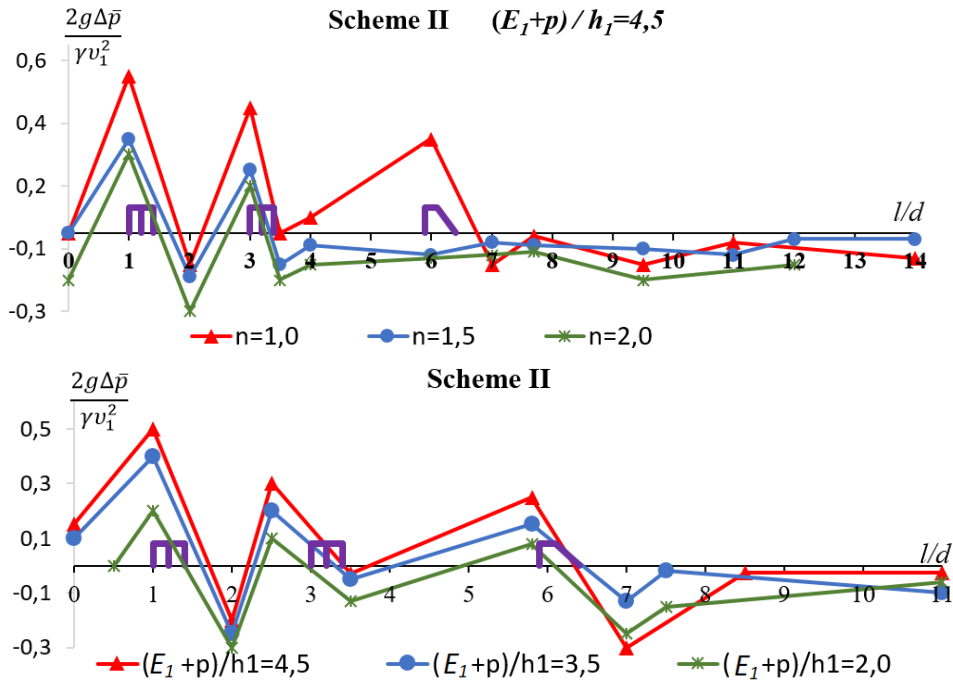 Scheme II (E₁+p) / h₁=4,5
2gΔp̄
γυ₁²
0,6
0,4
0,2
-0,1
-0,3
l/d
0 1 2 3 4 5 6 7 8 9 10 11 12 13 14
n=1,0 n=1,5 n=2,0
Scheme II
2gΔp̄
γυ₁²
0,5
0,3
0,1
-0,1
-0,3
l/d
0 1 2 3 4 5 6 7 8 9 10 11
(E₁ +p)/h1=4,5 (E₁ +p)/h1=3,5 (E₁ +p)/h1=2,0